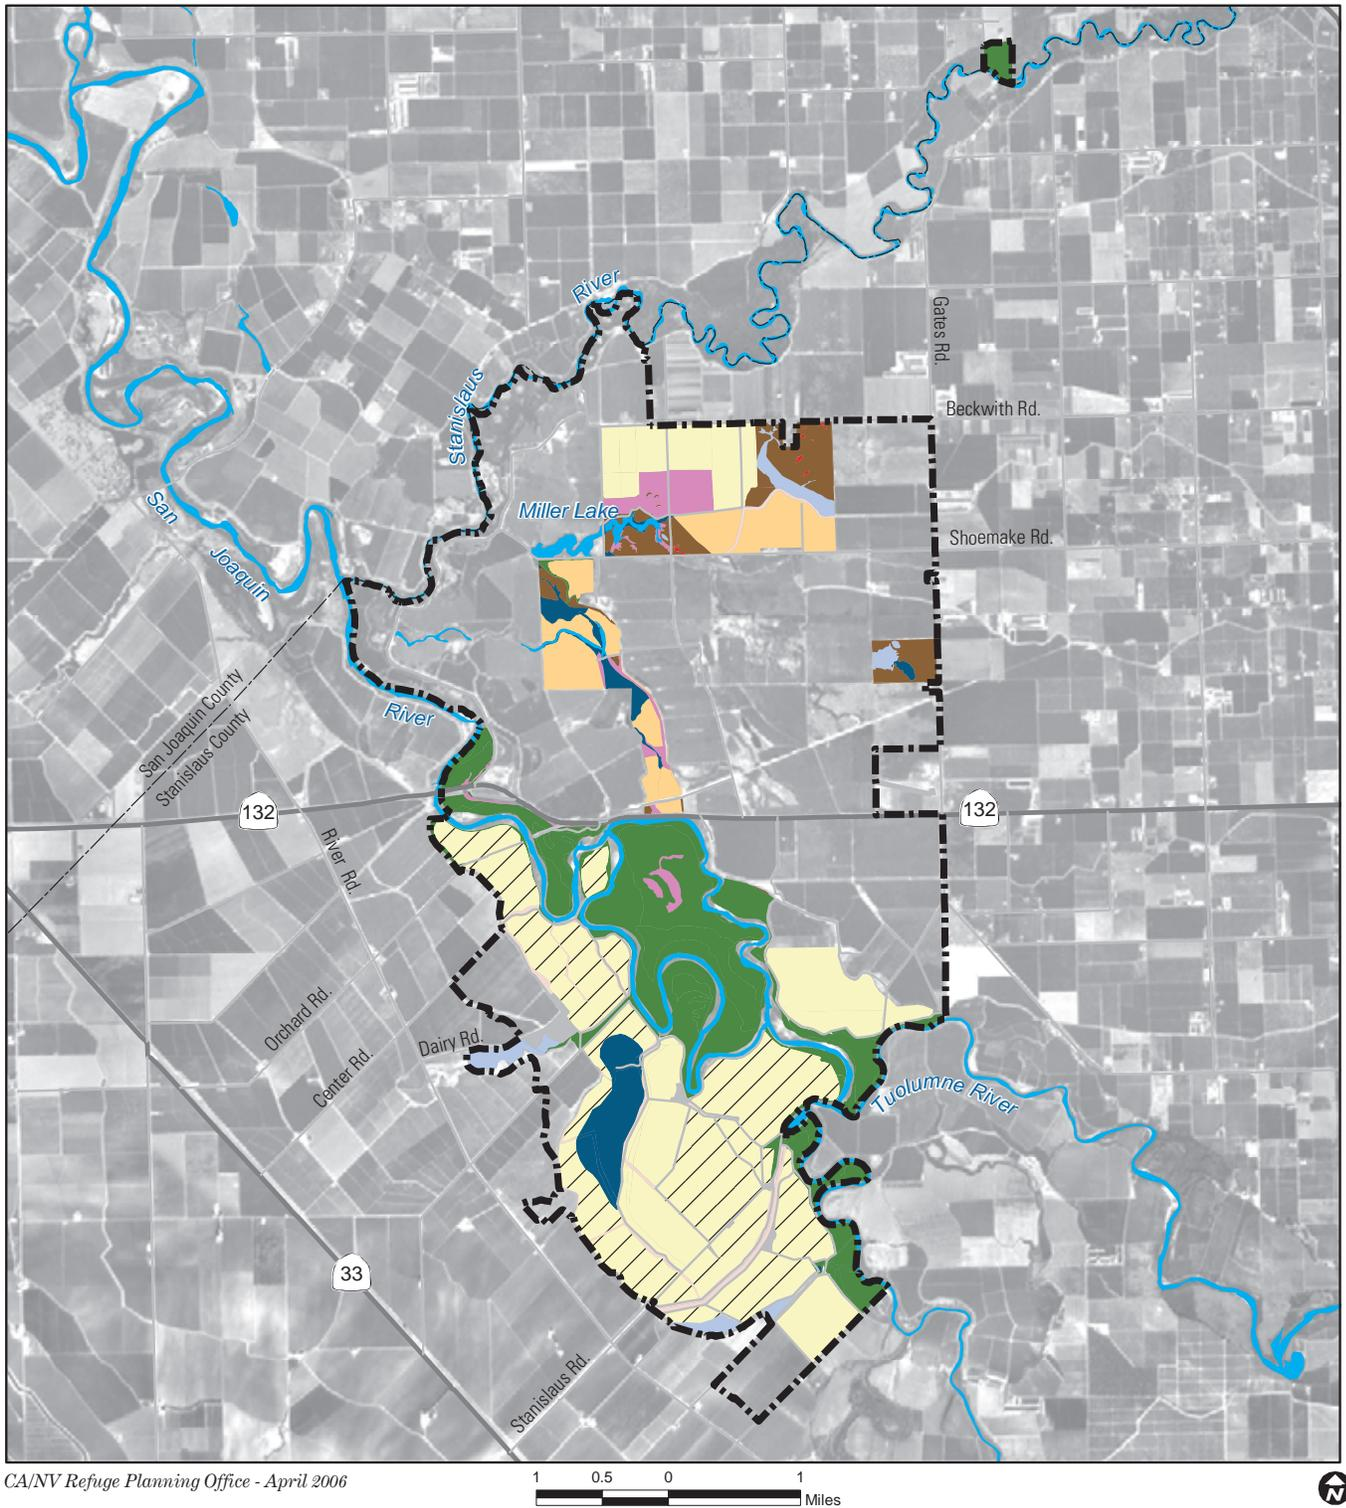 River
Gates Rd.
Stanislaus
Beckwith Rd.
San
Miller Lake
Shoemake Rd.
Joaquin
San Joaquin County
River
Stanislaus County
132
132
River Rd.
Orchard Rd.
Dairy Rd.
Center Rd.
Tuolumne River
33
Stanislaus Rd.
CA/NV Refuge Planning Office - April 2006
1 0.5 0 1
Miles
N